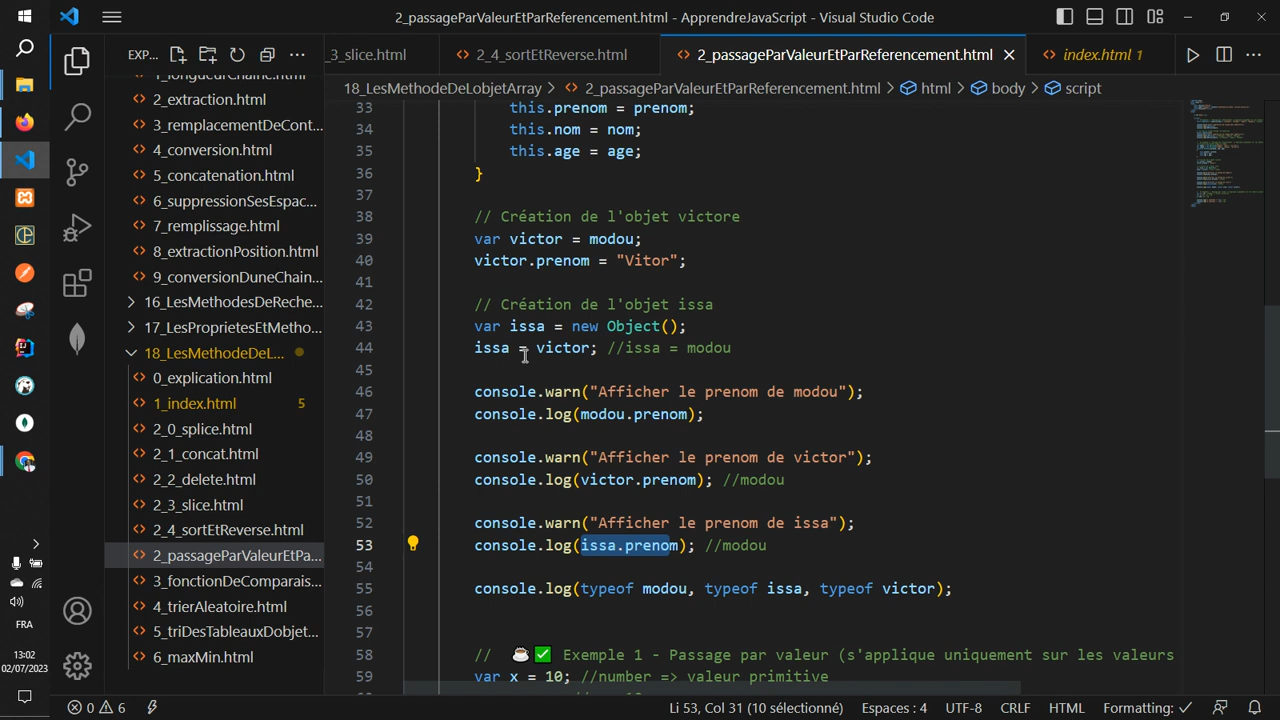 2_passageParValeurEtParReferencement.html - ApprendreJavaScript - Visual Studio Code
EXP...
_3_slice.html
2_4_sortEtReverse.html
2_passageParValeurEtParReferencement.html
index.html 1
18_LesMethodeDeLobjetArray > 2_passageParValeurEtParReferencement.html > html > body > script
2_extraction.html
3_remplacementDeCont...
4_conversion.html
5_concatenation.html
6_suppressionSesEspac...
7_remplissage.html
8_extractionPosition.html
9_conversionDuneChain...
16_LesMethodesDeReche...
17_LesProprietesEtMetho...
18_LesMethodeDeL...
0_explication.html
1_index.html 5
2_0_splice.html
2_1_concat.html
2_2_delete.html
2_3_slice.html
2_4_sortEtReverse.html
2_passageParValeurEtPa...
3_fonctionDeComparais...
4_trierAleatoire.html
5_triDesTableauxDobjet...
6_maxMin.html
33 this.prenom = prenom;
34 this.nom = nom;
35 this.age = age;
36 }
37
38 // Création de l'objet victore
39 var victor = modou;
40 victor.prenom = "Vitor";
41
42 // Création de l'objet issa
43 var issa = new Object();
44 issa = victor; //issa = modou
45
46 console.warn("Afficher le prenom de modou");
47 console.log(modou.prenom);
48
49 console.warn("Afficher le prenom de victor");
50 console.log(victor.prenom); //modou
51
52 console.warn("Afficher le prenom de issa");
53 console.log(issa.prenom); //modou
54
55 console.log(typeof modou, typeof issa, typeof victor);
56
57
58 // ☕✅ Exemple 1 - Passage par valeur (s'applique uniquement sur les valeurs
59 var x = 10; //number => valeur primitive
FRA
13:02
02/07/2023
0 6
Li 53, Col 31 (10 sélectionné)
Espaces : 4
UTF-8
CRLF
HTML
Formatting: ✓